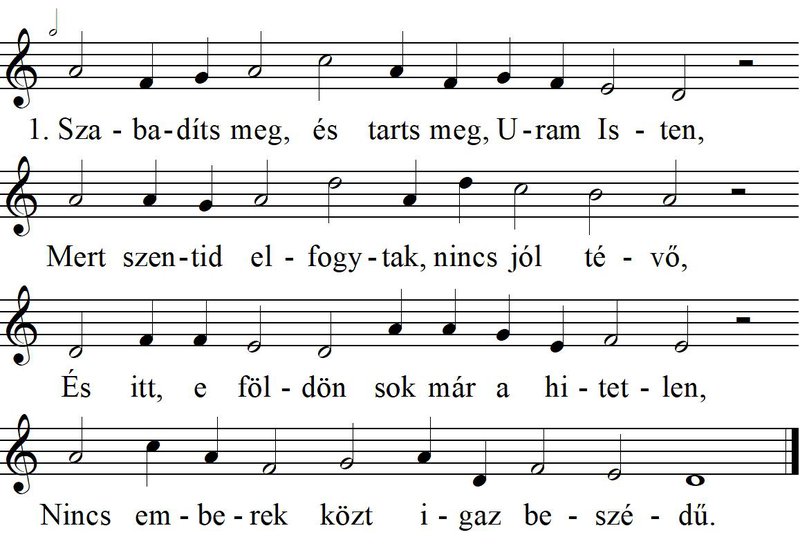 1. Sza - ba - díts meg, és tarts meg, U - ram Is - ten,
Mert szen - tid el - fogy - tak, nincs jól té - vő,
És itt, e föl - dön sok már a hi - tet - len,
Nincs em - be - rek közt i - gaz be - szé - dű.